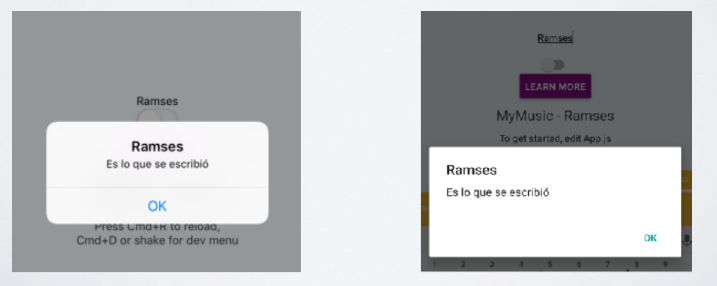 Ramses
Ramses
Es lo que se escribió
OK
Press Cmd+R to reload,
Cmd+D or shake for dev menu
Ramses
LEARN MORE
MyMusic - Ramses
To get started, edit App.js
Ramses
Es lo que se escribió
OK
1 2 3 4 5 6 7 8 9